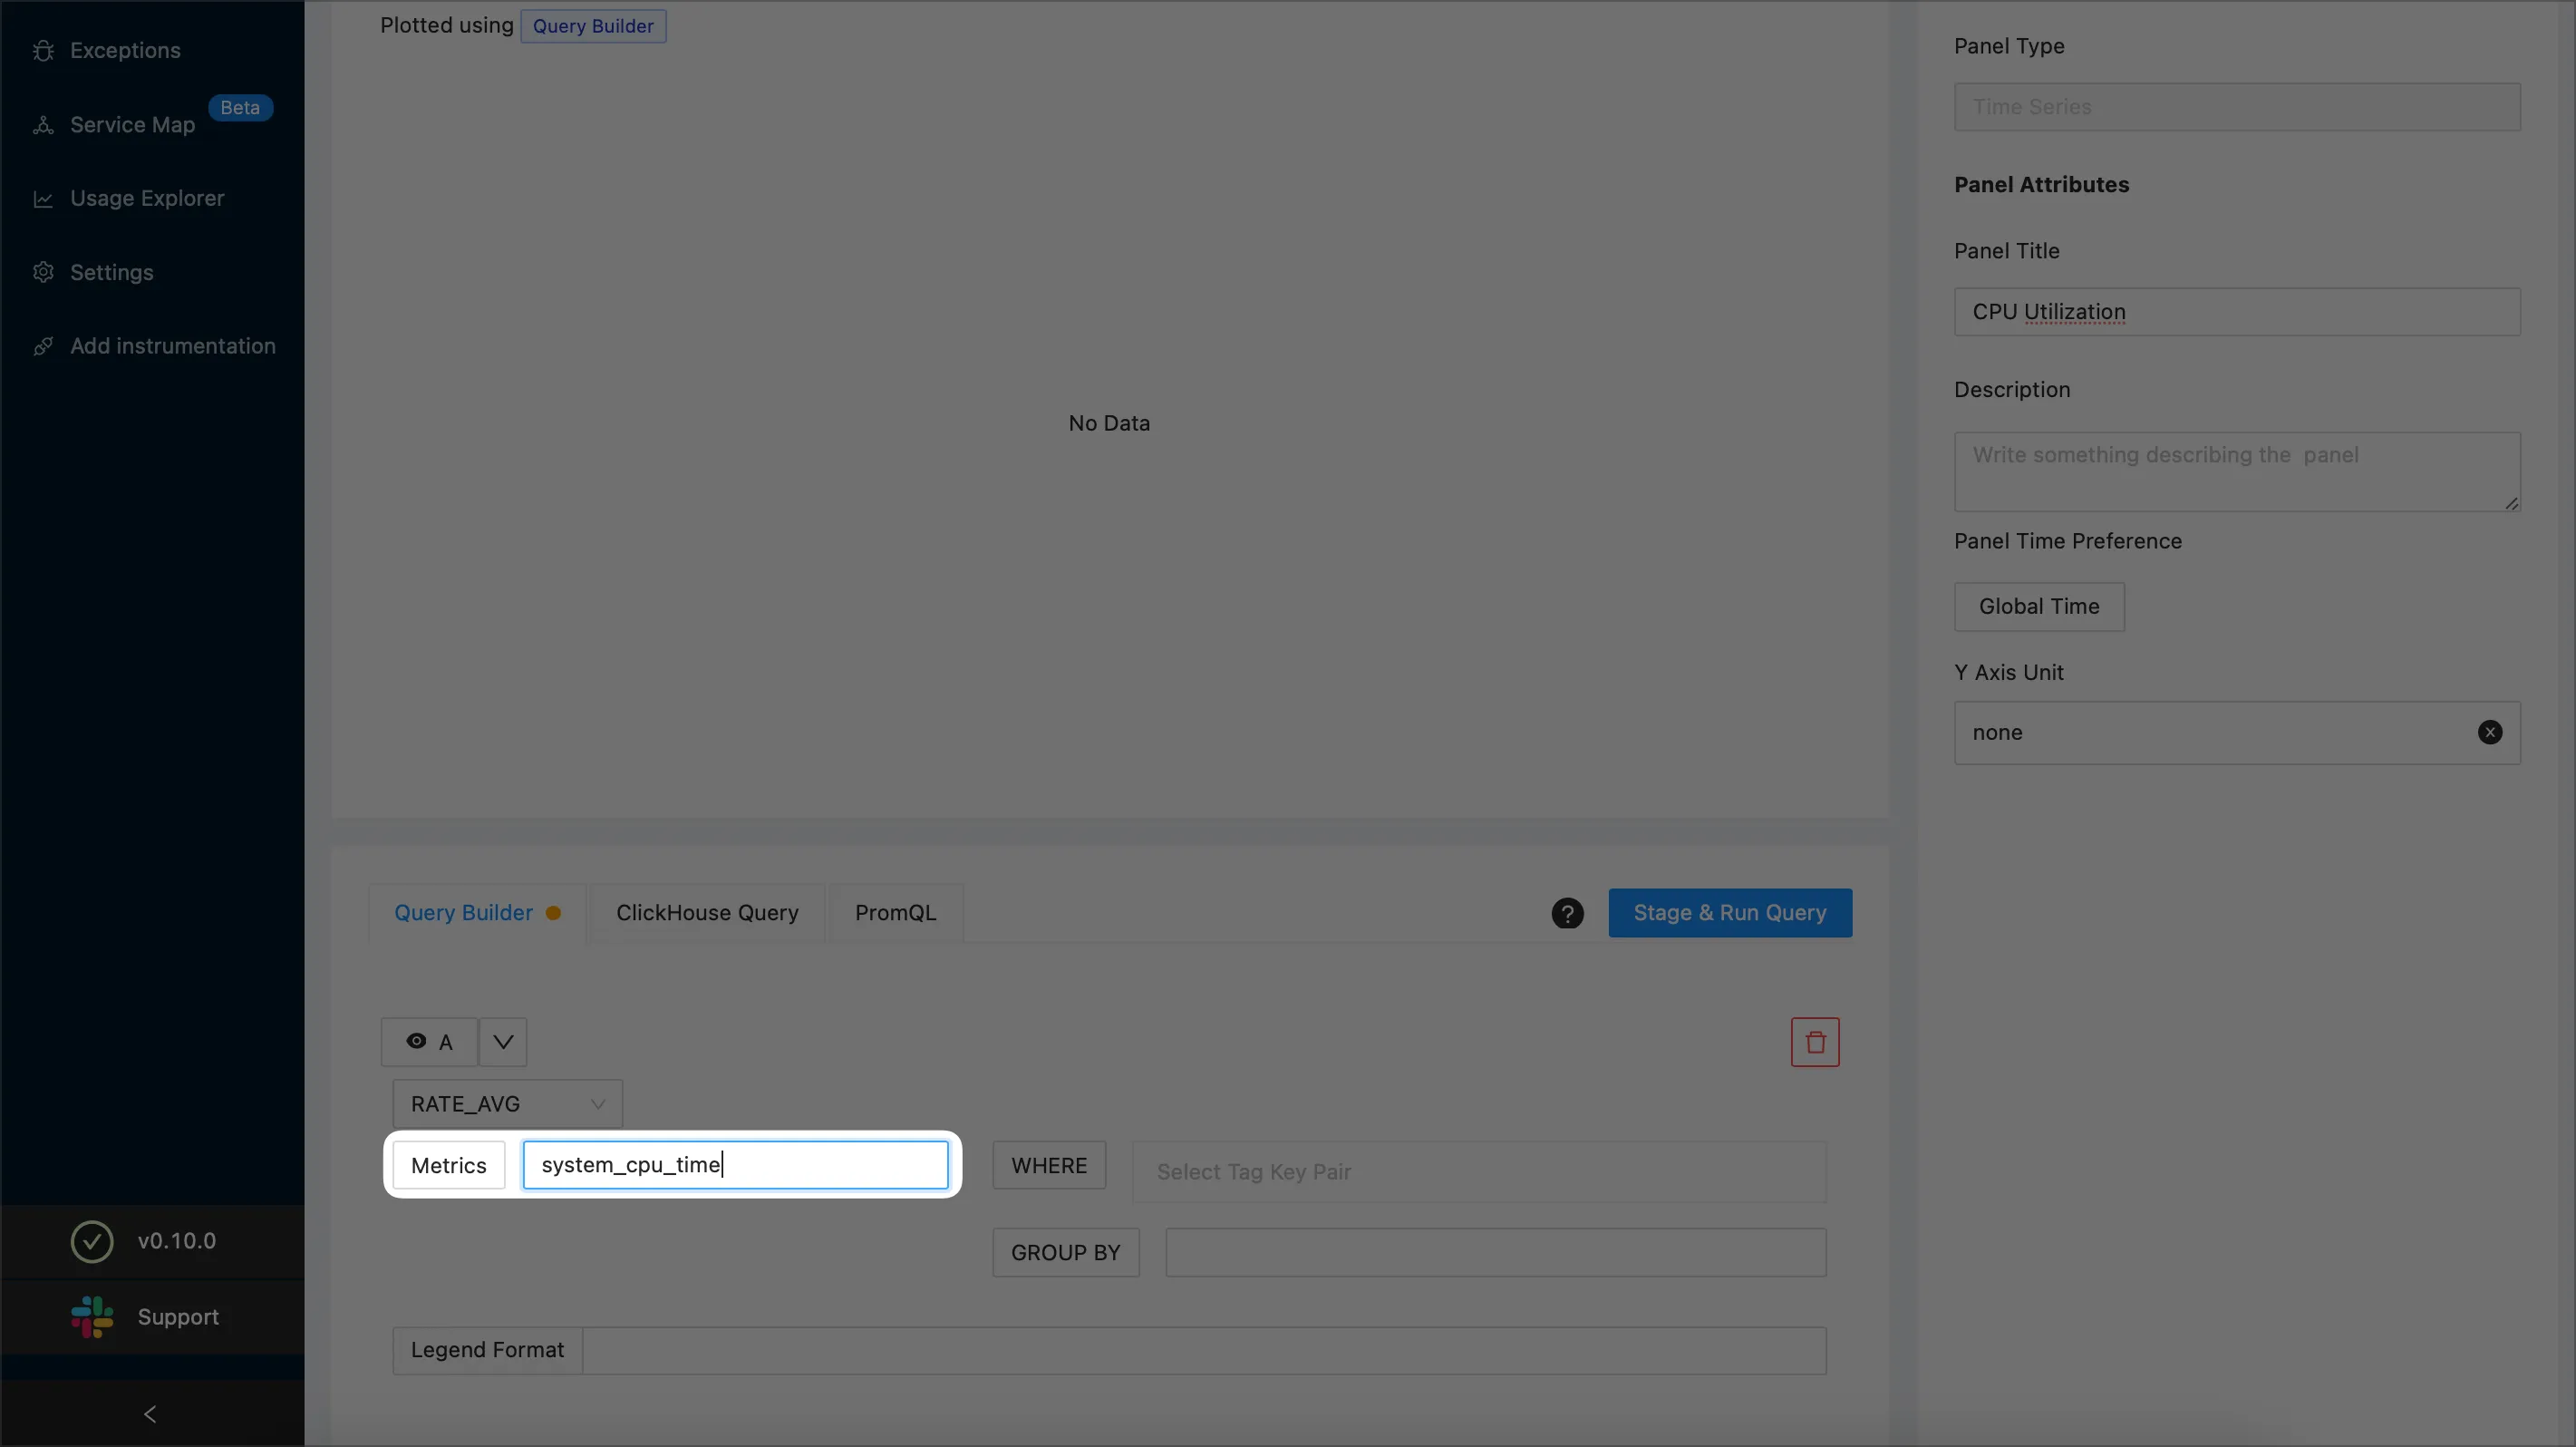 Exceptions
Service Map Beta
Usage Explorer
Settings
Add instrumentation
v0.10.0
Support
Plotted using Query Builder
No Data
Query Builder ClickHouse Query PromQL ? Stage & Run Query
A
RATE_AVG
Metrics system_cpu_time WHERE Select Tag Key Pair
GROUP BY
Legend Format
Panel Type
Time Series
Panel Attributes
Panel Title
CPU Utilization
Description
Write something describing the panel
Panel Time Preference
Global Time
Y Axis Unit
none